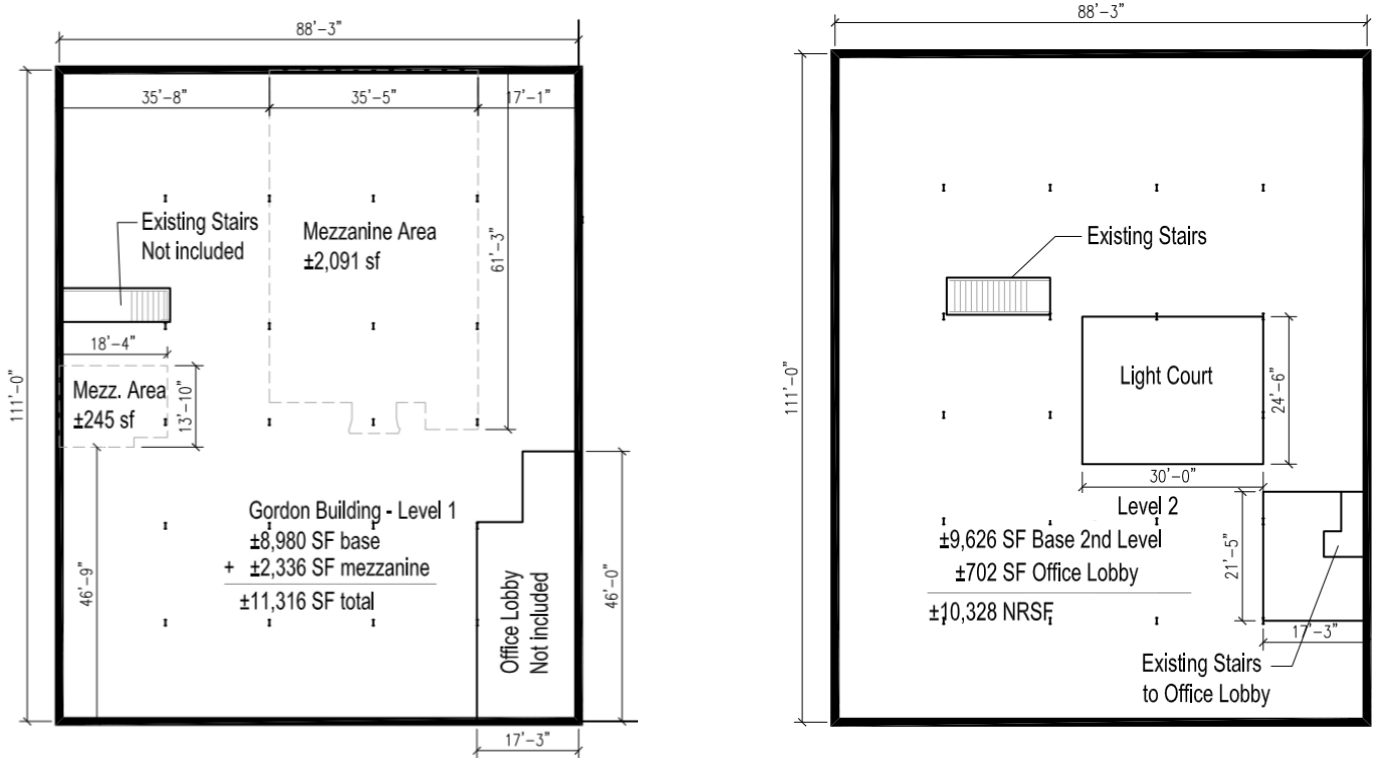 88'-3"
35'-8"
35'-5"
17'-1"
Existing Stairs
Not included
Mezzanine Area
±2,091 sf
61'-3"
18'-4"
111'-0"
Mezz. Area
±245 sf
13'-10"
Gordon Building - Level 1
±8,980 SF base
+ ±2,336 SF mezzanine
±11,316 SF total
46'-9"
Office Lobby
Not included
46'-0"
17'-3"
88'-3"
Existing Stairs
111'-0"
Light Court
24'-6"
30'-0"
Level 2
±9,626 SF Base 2nd Level
±702 SF Office Lobby
±10,328 NRSF
21'-5"
17'-3"
Existing Stairs
to Office Lobby